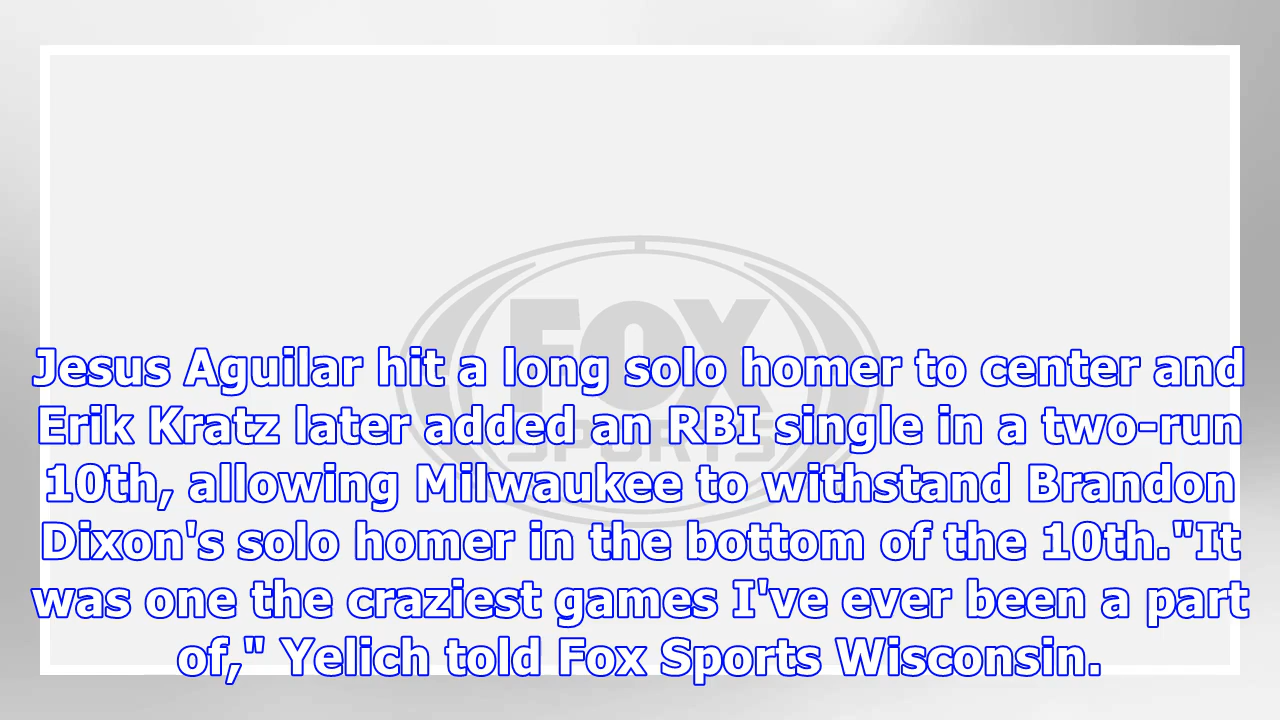 FOX
SPORTS
Jesus Aguilar hit a long solo homer to center and
Erik Kratz later added an RBI single in a two-run
10th, allowing Milwaukee to withstand Brandon
Dixon's solo homer in the bottom of the 10th."It
was one the craziest games I've ever been a part
of," Yelich told Fox Sports Wisconsin.